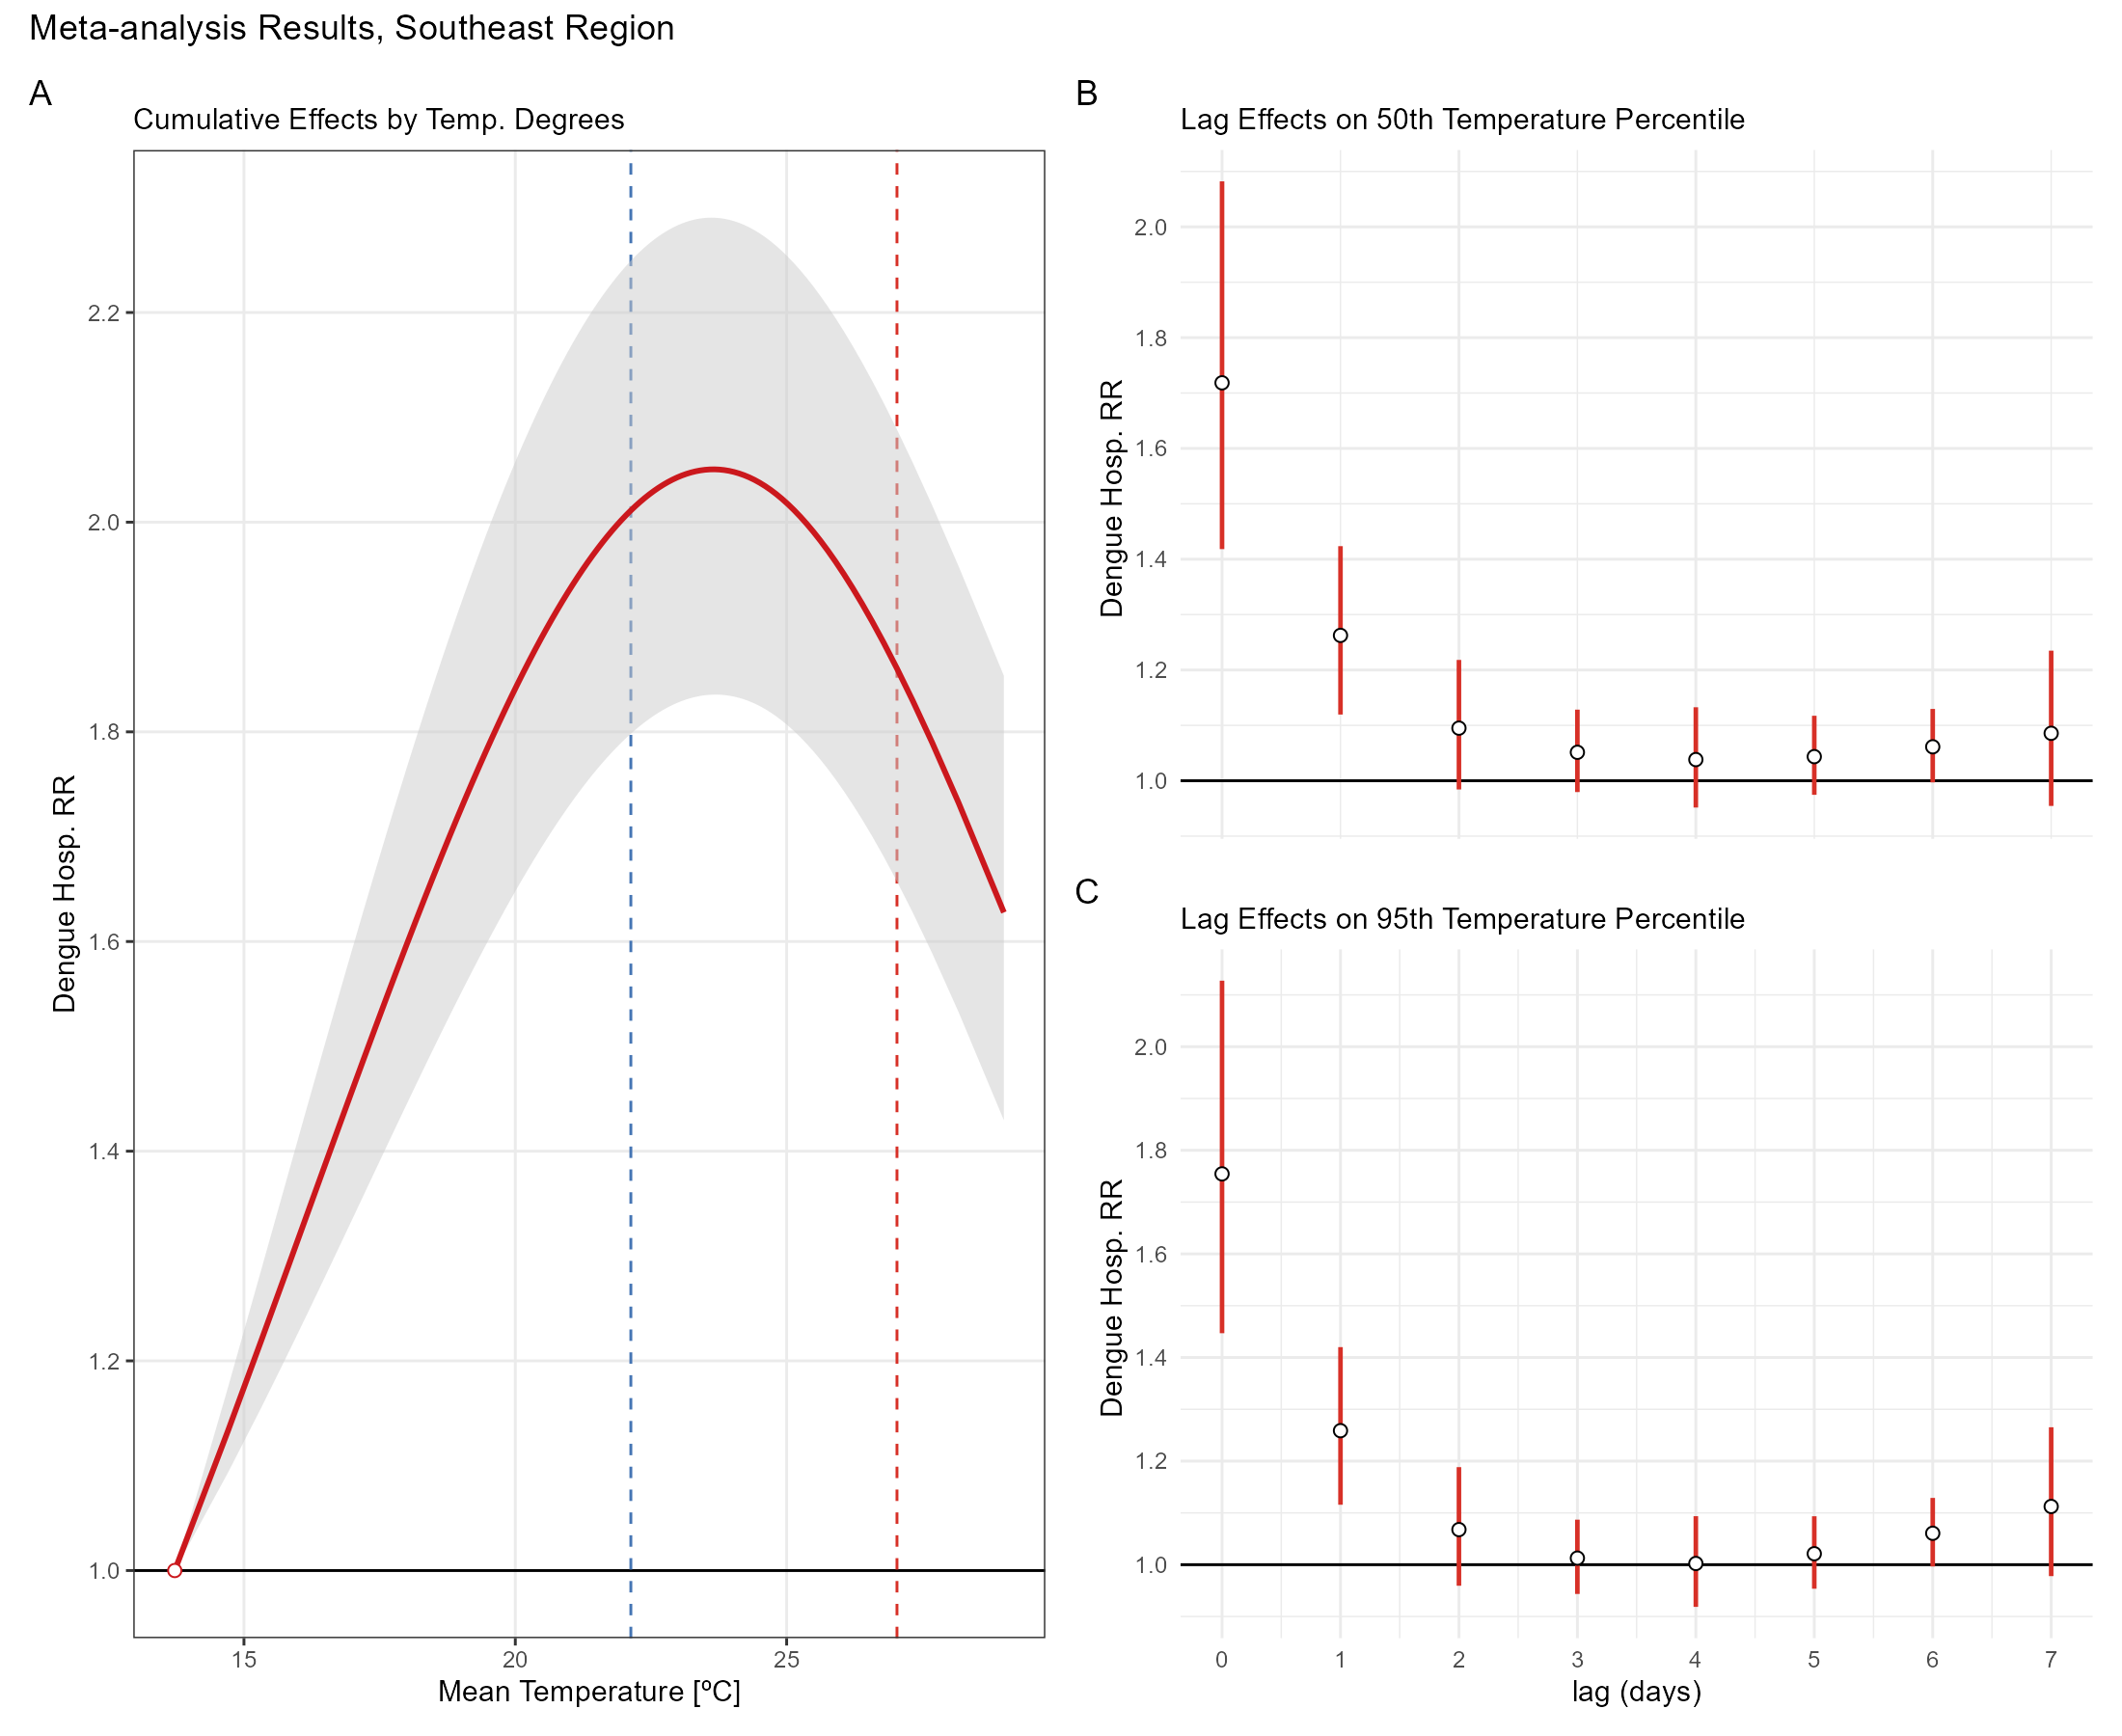 Meta-analysis Results, Southeast Region
A
Cumulative Effects by Temp. Degrees
Dengue Hosp. RR
2.2
2.0
1.8
1.6
1.4
1.2
1.0
15
20
25
Mean Temperature [ºC]
B
Lag Effects on 50th Temperature Percentile
Dengue Hosp. RR
2.0
1.8
1.6
1.4
1.2
1.0
C
Lag Effects on 95th Temperature Percentile
Dengue Hosp. RR
2.0
1.8
1.6
1.4
1.2
1.0
0
1
2
3
4
5
6
7
lag (days)